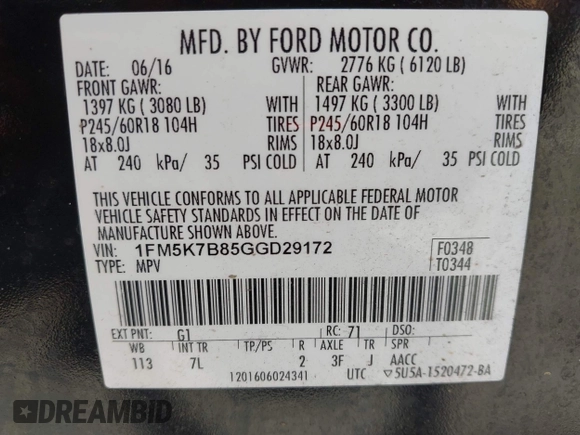 MFD. BY FORD MOTOR CO.
DATE: 06/16 GVWR: 2776 KG ( 6120 LB)
FRONT GAWR: REAR GAWR:
1397 KG ( 3080 LB) WITH 1497 KG ( 3300 LB) WITH
P245/60R18 104H TIRES P245/60R18 104H TIRES
18x8.0J RIMS 18x8.0J RIMS
AT 240 kPa/ 35 PSI COLD AT 240 kPa/ 35 PSI COLD
THIS VEHICLE CONFORMS TO ALL APPLICABLE FEDERAL MOTOR
VEHICLE SAFETY STANDARDS IN EFFECT ON THE DATE OF
MANUFACTURE SHOWN ABOVE.
VIN: 1FM5K7B85GGD29172 F0348
TYPE: MPV T0344
EXT PNT: G1 RC: 71 DSO:
WB INT TR TP/PS R AXLE TR SPR
113 7L 2 3F J AACC
1201606024341 UTC ▽5U5A-1520472-BA
DREAMBID